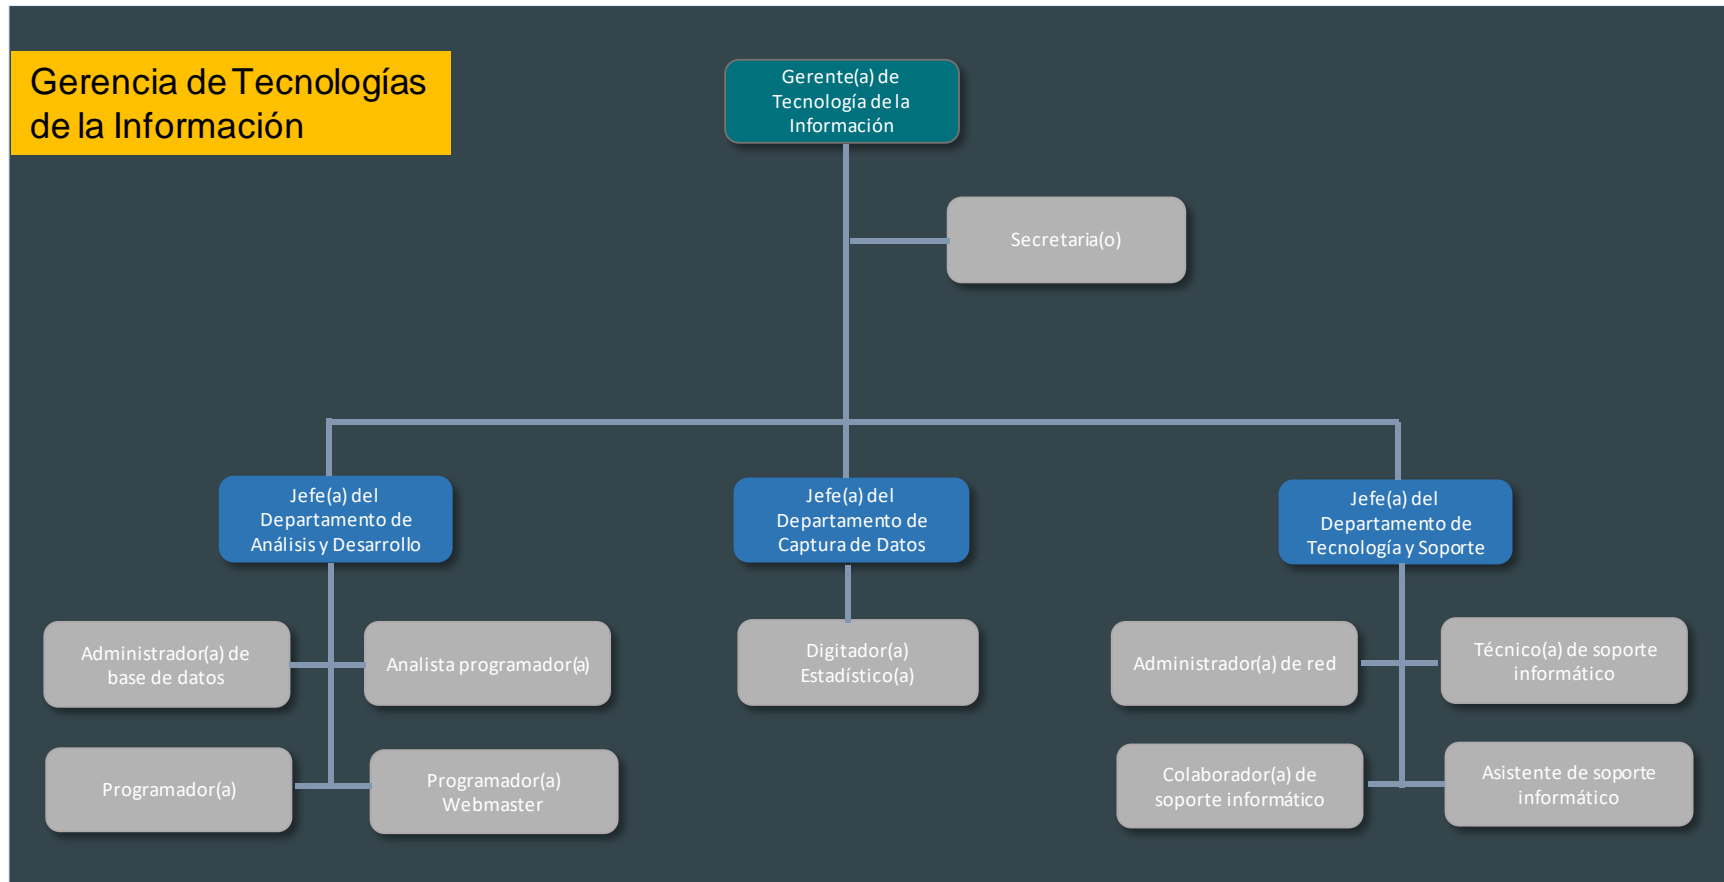 Gerencia de Tecnologías
de la Información
Gerente(a) de
Tecnología de la
Información
Secretaria(o)
Jefe(a) del
Departamento de
Análisis y Desarrollo
Jefe(a) del
Departamento de
Captura de Datos
Jefe(a) del
Departamento de
Tecnología y Soporte
Administrador(a) de
base de datos
Analista programador(a)
Digitador(a)
Estadístico(a)
Administrador(a) de red
Técnico(a) de soporte
informático
Programador(a)
Programador(a)
Webmaster
Colaborador(a) de
soporte informático
Asistente de soporte
informático